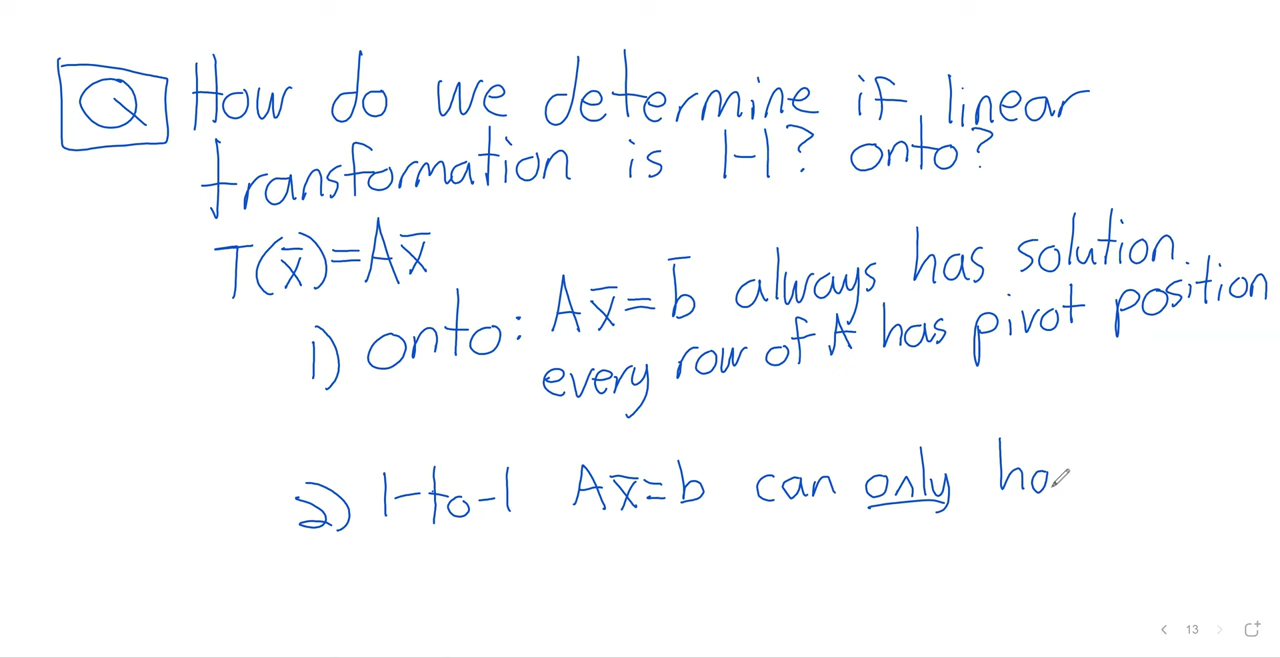 Q How do we determine if linear
transformation is 1-1? onto?
T(x̄)=Ax̄
1) onto: Ax̄=b̄ always has solution.
every row of A has pivot position
2) 1-to-1 Ax̄=b can only ha
13